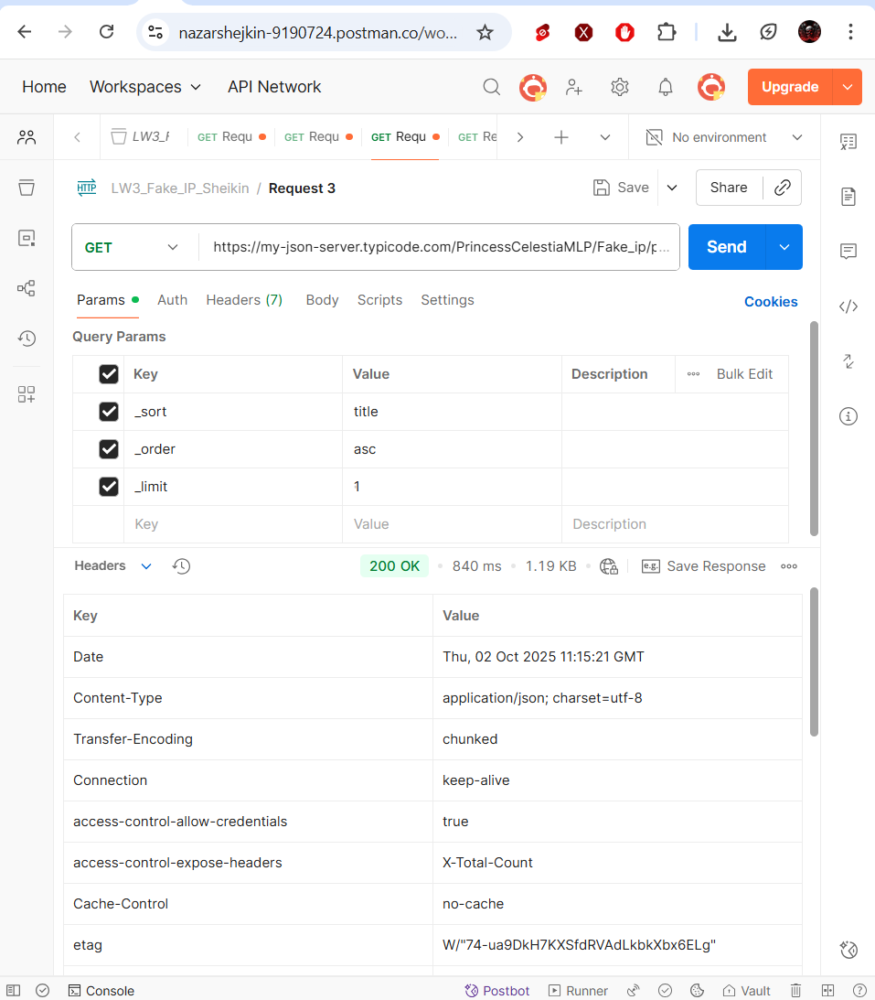 nazarshejkin-9190724.postman.co/wo...
Home Workspaces API Network Upgrade
LW3_F GET Requ GET Requ GET Requ GET Re No environment
HTTP LW3_Fake_IP_Sheikin / Request 3 Save Share
GET https://my-json-server.typicode.com/PrincessCelestiaMLP/Fake_ip/p... Send
Params Auth Headers (7) Body Scripts Settings Cookies
Query Params
Key Value Description Bulk Edit
_sort title
_order asc
_limit 1
Key Value Description
Headers 200 OK 840 ms 1.19 KB e.g. Save Response
Key Value
Date Thu, 02 Oct 2025 11:15:21 GMT
Content-Type application/json; charset=utf-8
Transfer-Encoding chunked
Connection keep-alive
access-control-allow-credentials true
access-control-expose-headers X-Total-Count
Cache-Control no-cache
etag W/"74-ua9DkH7KXSfdRVAdLkbkXbx6ELg"
Console Postbot Runner Vault